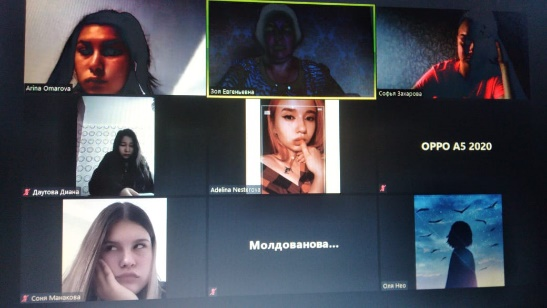 Arina Omarova
Зоя Евгеньевна
Софья Захарова
Даутова Диана
Adelina Nesterova
OPPO A5 2020
Соня Манакова
Молдованова...
Оля Нео